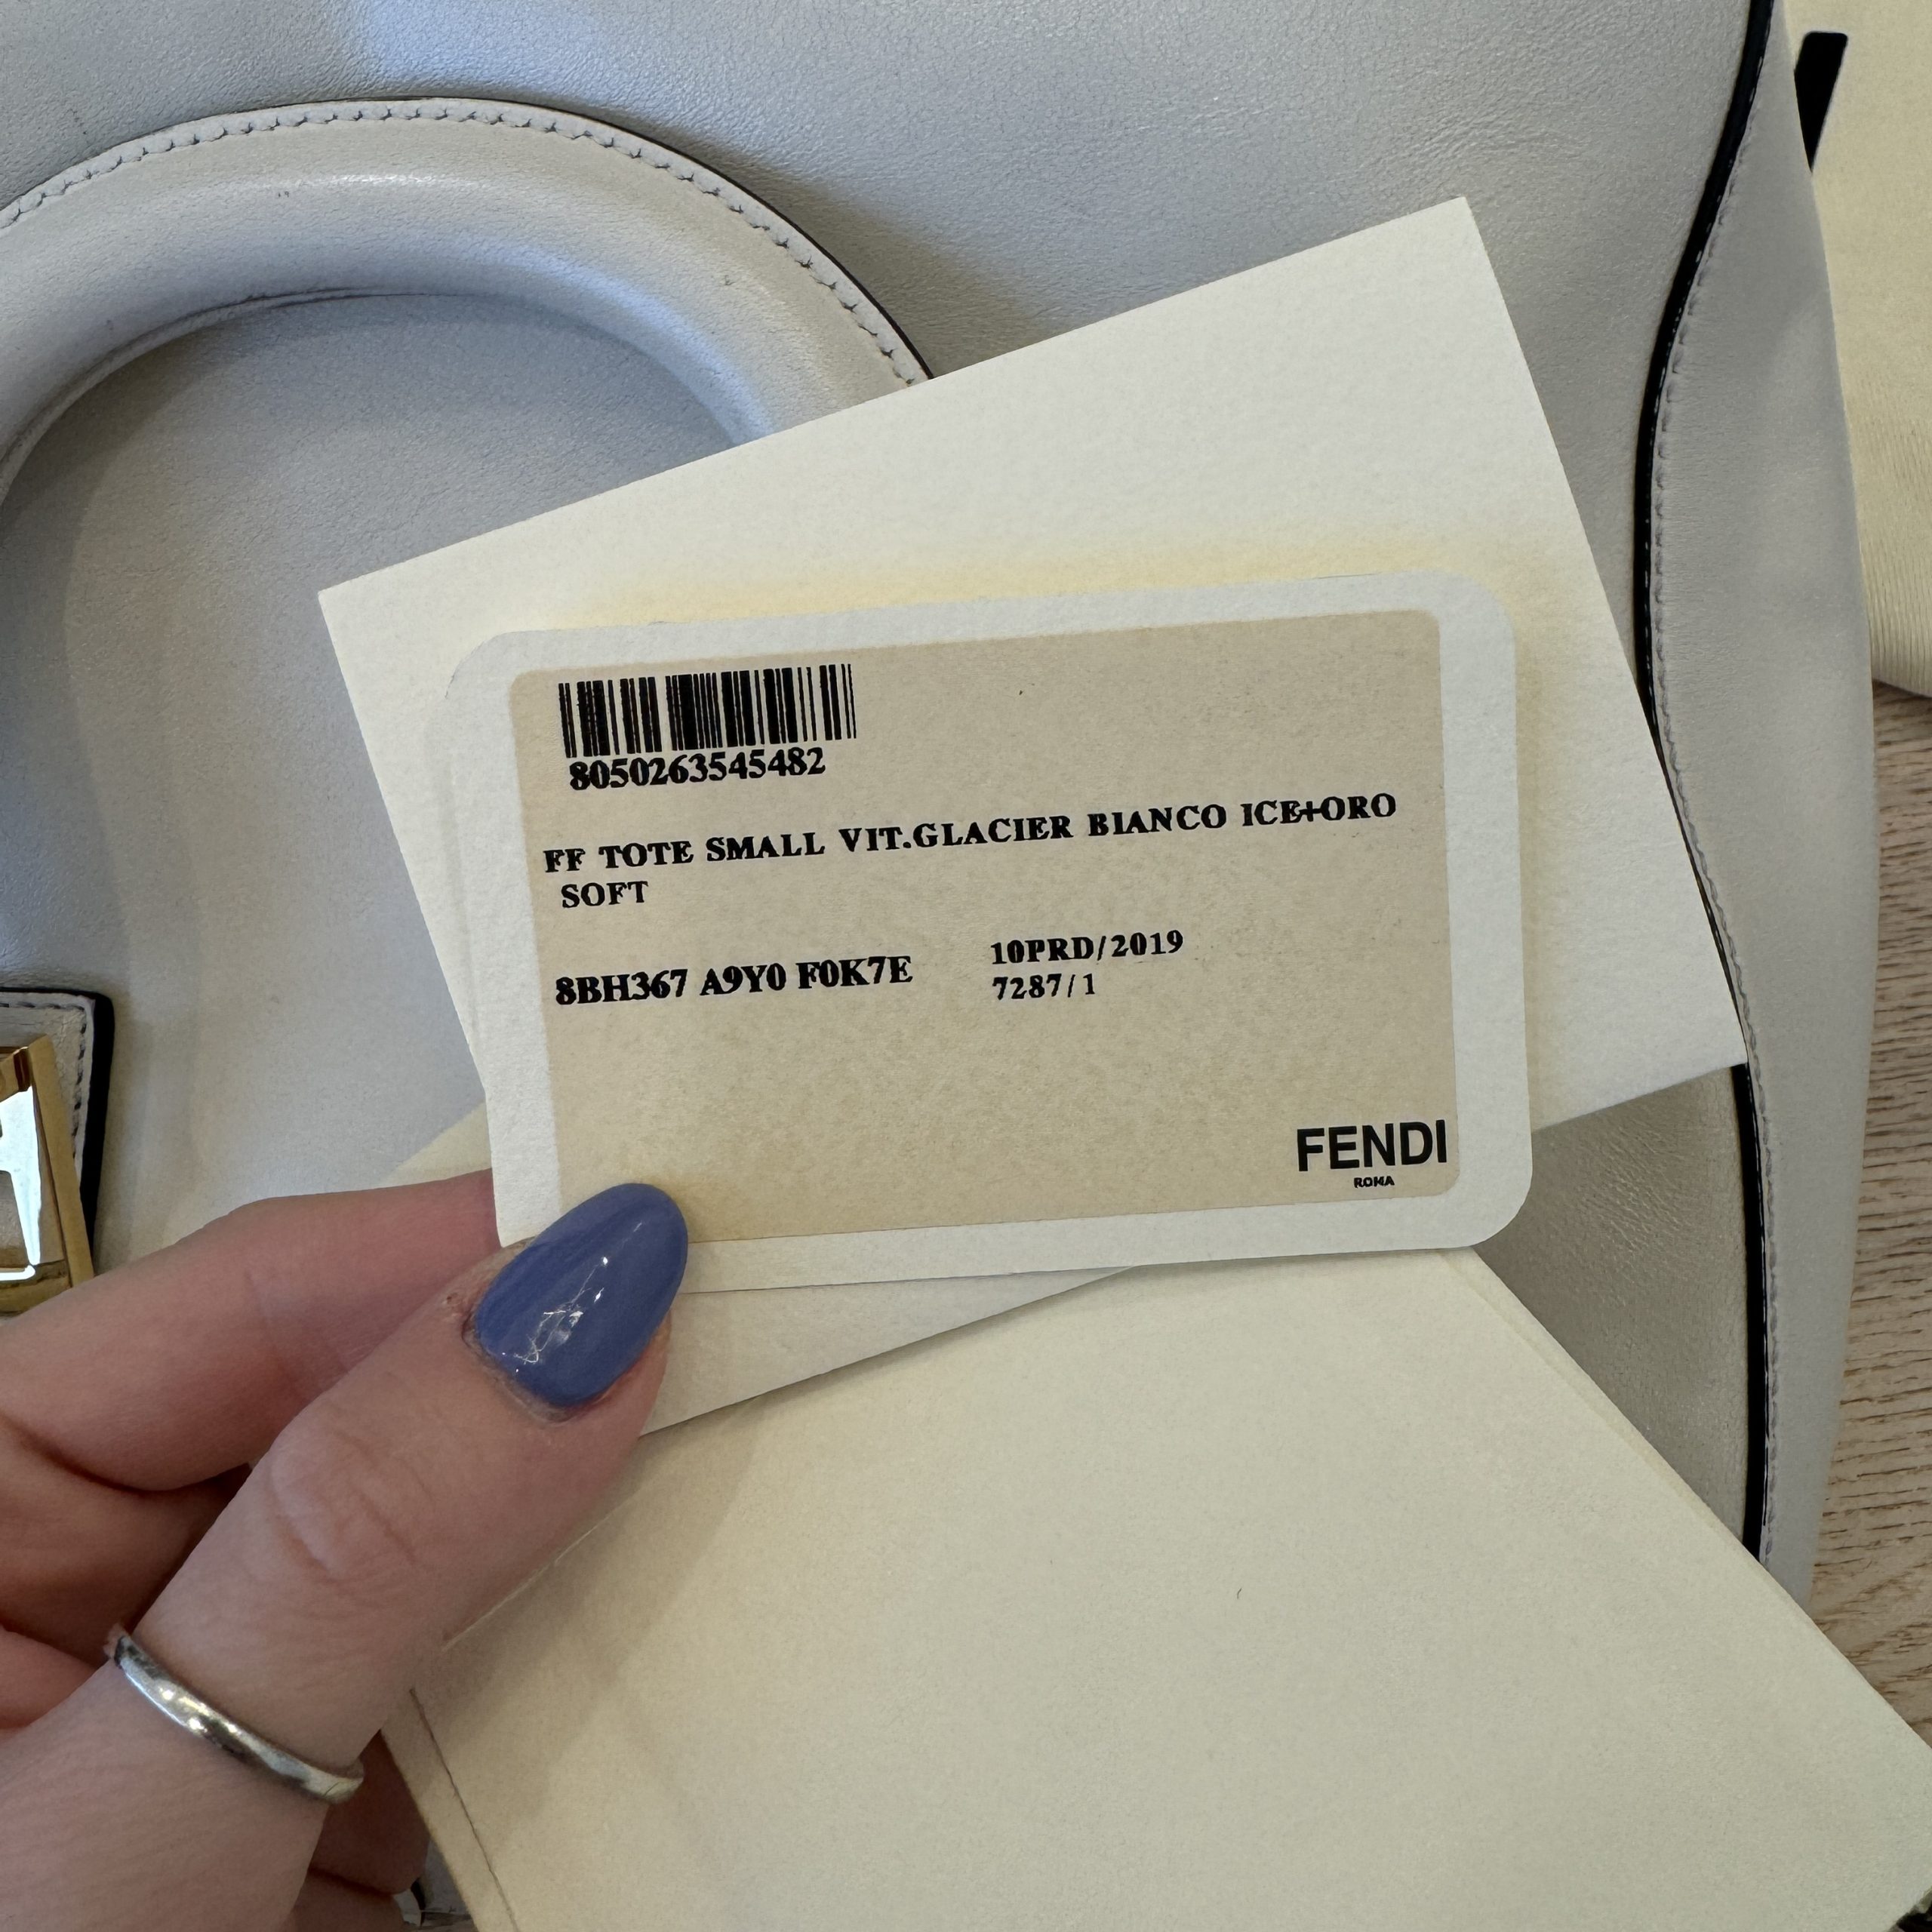 8050263545482
FF TOTE SMALL VIT.GLACIER BIANCO ICE+ORO
SOFT
8BH367 A9Y0 F0K7E
10PRD/2019
7287/1
FENDI
ROMA